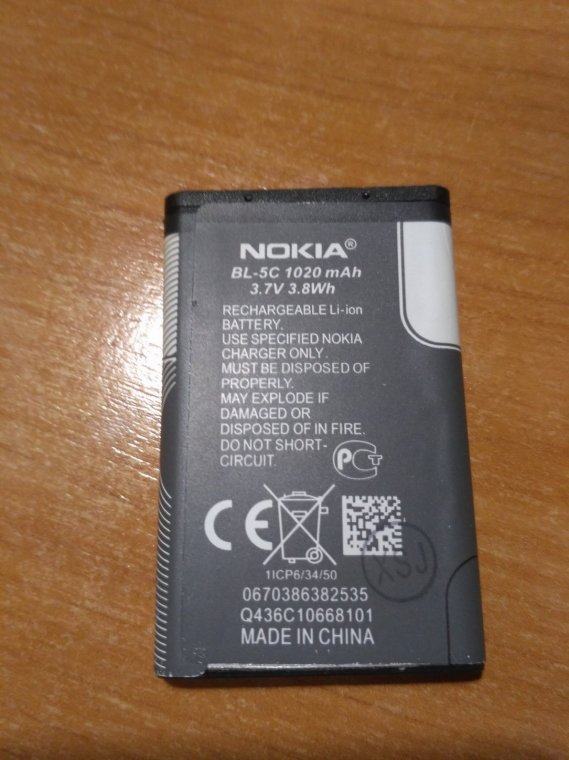 NOKIA®
BL-5C 1020 mAh
3.7V 3.8Wh
RECHARGEABLE Li-ion
BATTERY.
USE SPECIFIED NOKIA
CHARGER ONLY.
MUST BE DISPOSED OF
PROPERLY.
MAY EXPLODE IF
DAMAGED OR
DISPOSED OF IN FIRE.
DO NOT SHORT-
CIRCUIT.
РСТ
CE
XSJ
1ICP6/34/50
0670386382535
Q436C10668101
MADE IN CHINA